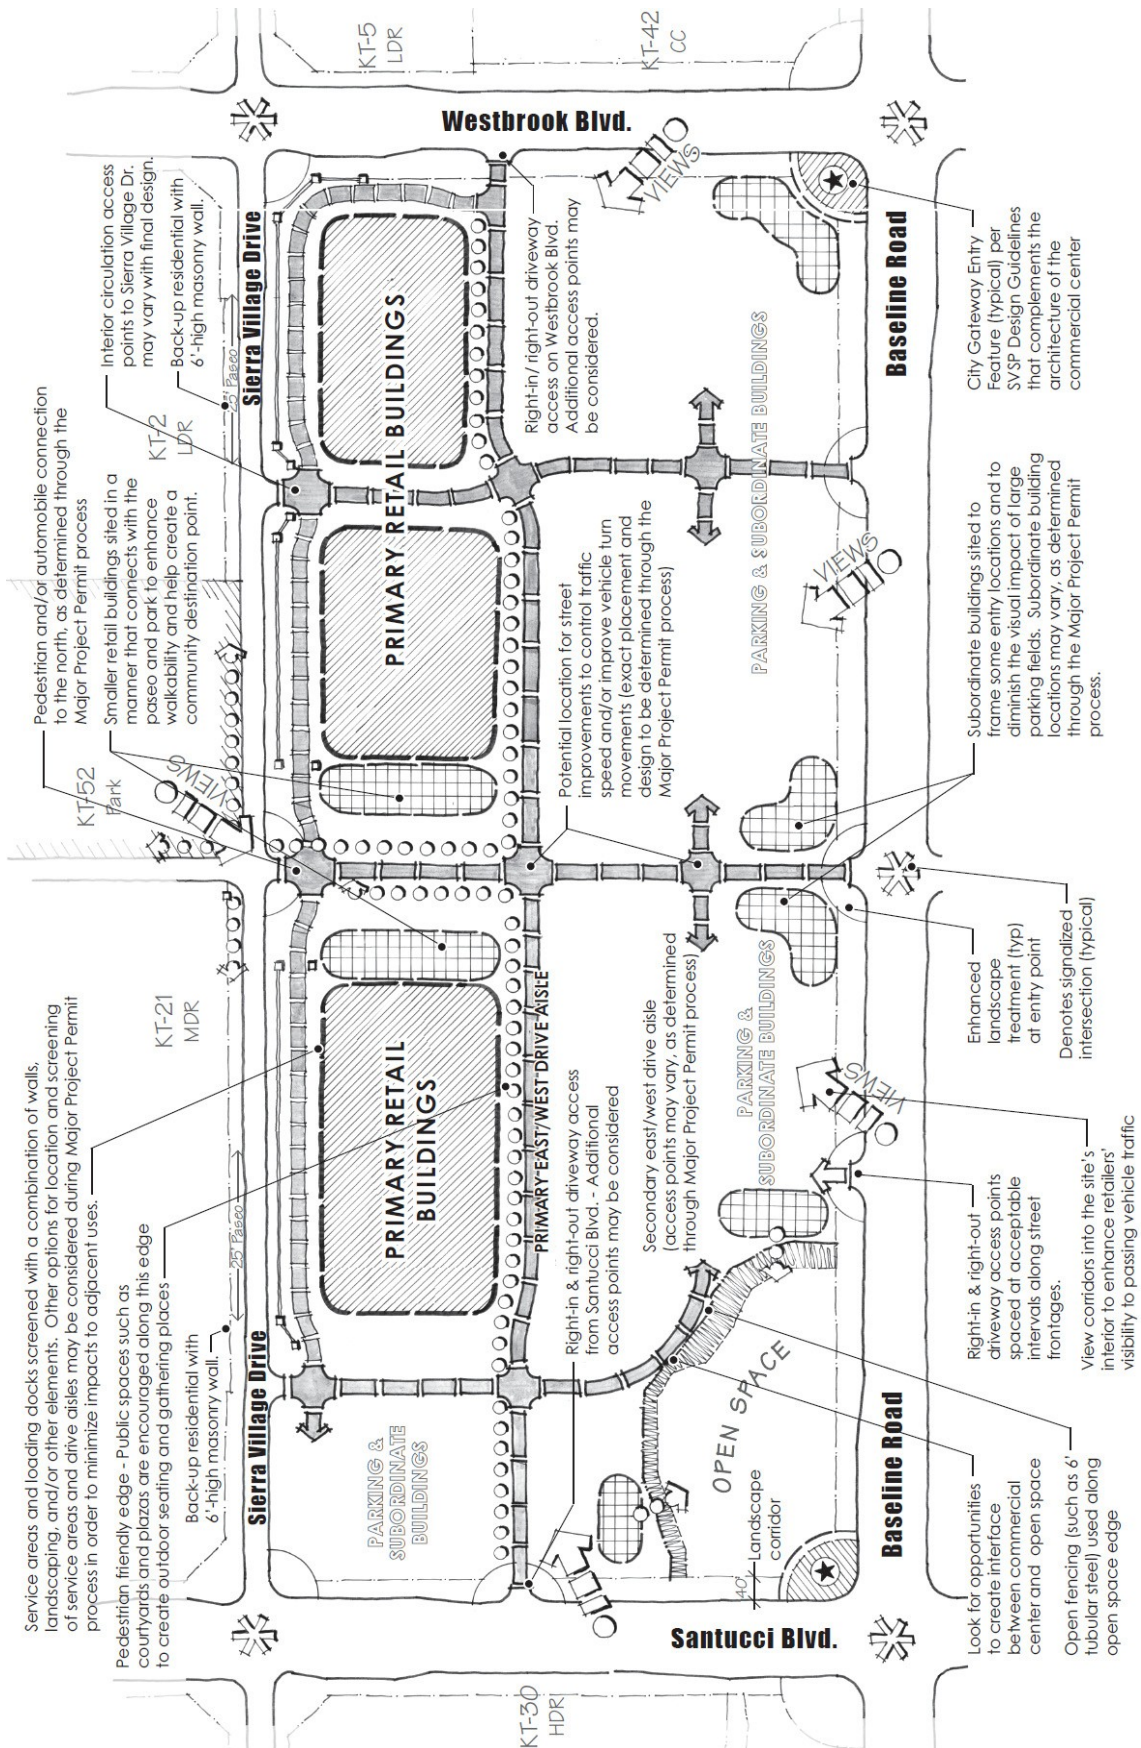 Service areas and loading docks screened with a combination of walls,
landscaping, and/or other elements. Other options for location and screening
of service areas and drive aisles may be considered during Major Project Permit
process in order to minimize impacts to adjacent uses.
Pedestrian friendly edge - Public spaces such as
courtyards and plazas are encouraged along this edge
to create outdoor seating and gathering places
Back-up residential with
6'-high masonry wall.
25' Paseo
KT-21
MDR
Pedestrian and/or automobile connection
to the north, as determined through the
Major Project Permit process
KT-52
Park
Smaller retail buildings sited in a
manner that connects with the
paseo and park to enhance
walkability and help create a
community destination point.
Interior circulation access
points to Sierra Village Dr.
may vary with final design.
KT-2
LDR
Back-up residential with
6'-high masonry wall.
25' Paseo
KT-5
LDR
KT-42
CC
Sierra Village Drive
Sierra Village Drive
VIEWS
PRIMARY RETAIL
BUILDINGS
PRIMARY RETAIL BUILDINGS
PARKING &
SUBORDINATE
BUILDINGS
PRIMARY EAST/WEST DRIVE AISLE
Westbrook Blvd.
Right-in/ right-out driveway
access on Westbrook Blvd.
Additional access points may
be considered.
VIEWS
KT-30
HDR
Right-in & right-out driveway access
from Santucci Blvd. - Additional
access points may be considered
Potential location for street
improvements to control traffic
speed and/or improve vehicle turn
movements (exact placement and
design to be determined through the
Major Project Permit process)
Secondary east/west drive aisle
(access points may vary, as determined
through Major Project Permit process)
Santucci Blvd.
OPEN SPACE
40'
Landscape
corridor
PARKING &
SUBORDINATE BUILDINGS
PARKING & SUBORDINATE BUILDINGS
VIEWS
VIEWS
Baseline Road
Baseline Road
Look for opportunities
to create interface
between commercial
center and open space
Open fencing (such as 6'
tubular steel) used along
open space edge
Right-in & right-out
driveway access points
spaced at acceptable
intervals along street
frontages.
View corridors into the site's
interior to enhance retailers'
visibility to passing vehicle traffic
Enhanced
landscape
treatment (typ)
at entry point
Denotes signalized
intersection (typical)
Subordinate buildings sited to
frame some entry locations and to
diminish the visual impact of large
parking fields. Subordinate building
locations may vary, as determined
through the Major Project Permit
process.
City Gateway Entry
Feature (typical) per
SVSP Design Guidelines
that complements the
architecture of the
commercial center